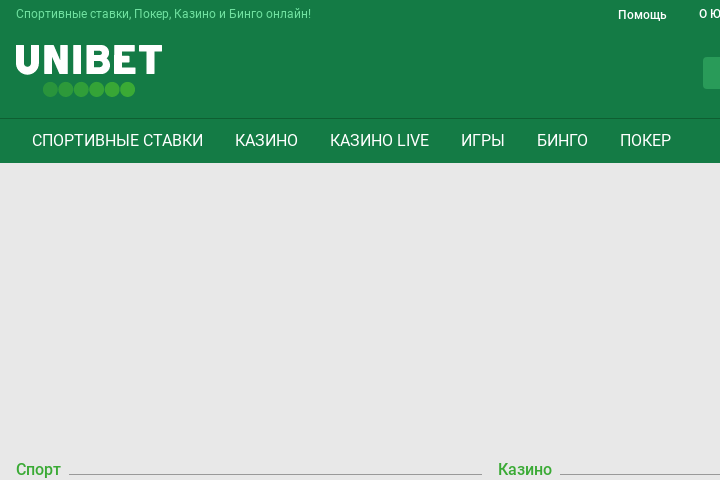 Спортивные ставки, Покер, Казино и Бинго онлайн!
Помощь
О Ю
UNIBET
СПОРТИВНЫЕ СТАВКИ
КАЗИНО
КАЗИНО LIVE
ИГРЫ
БИНГО
ПОКЕР
Спорт
Казино